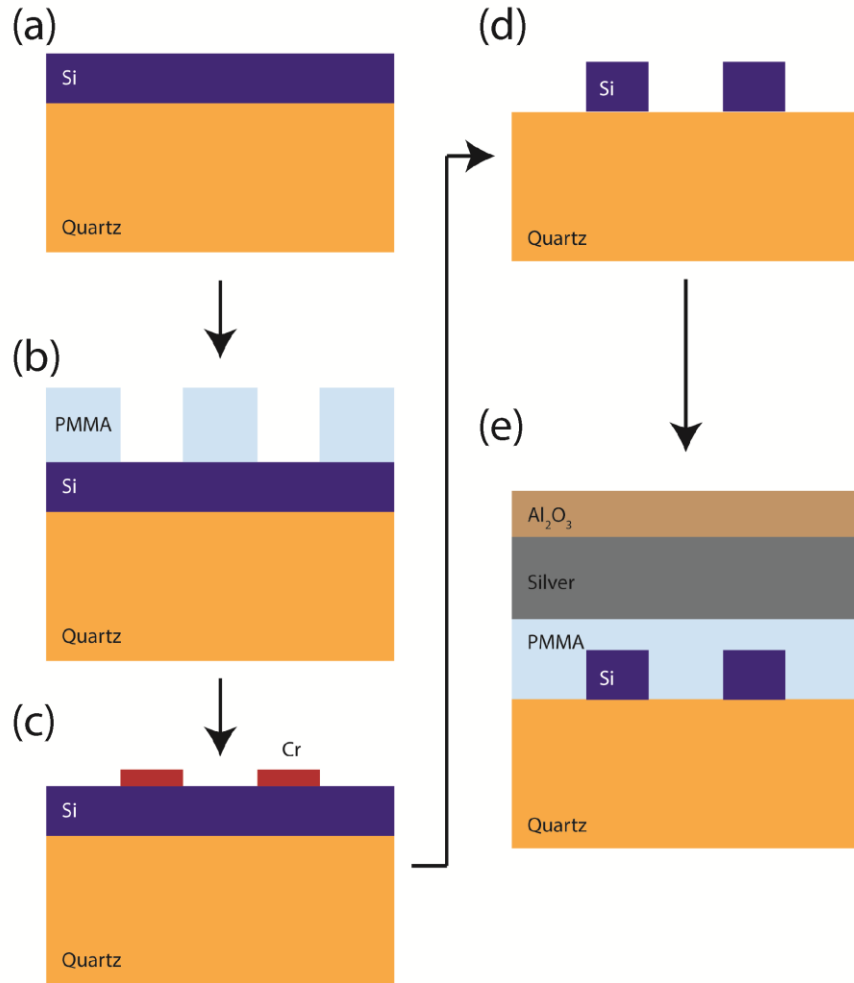 (a)
Si
Quartz
(b)
PMMA
Si
Quartz
(c)
Cr
Si
Quartz
(d)
Si
Quartz
(e)
Al₂O₃
Silver
PMMA
Si
Quartz